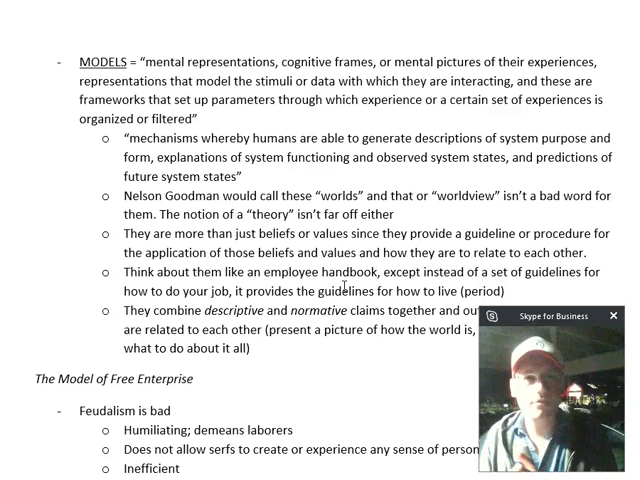 - MODELS = “mental representations, cognitive frames, or mental pictures of their experiences,
representations that model the stimuli or data with which they are interacting, and these are
frameworks that set up parameters through which experience or a certain set of experiences is
organized or filtered”
o “mechanisms whereby humans are able to generate descriptions of system purpose and
form, explanations of system functioning and observed system states, and predictions of
future system states”
o Nelson Goodman would call these “worlds” and that or “worldview” isn’t a bad word for
them. The notion of a “theory” isn’t far off either
o They are more than just beliefs or values since they provide a guideline or procedure for
the application of those beliefs and values and how they are to relate to each other.
o Think about them like an employee handbook, except instead of a set of guidelines for
how to do your job, it provides the guidelines for how to live (period)
o They combine descriptive and normative claims together and
are related to each other (present a picture of how the world is,
what to do about it all)
Skype for Business
The Model of Free Enterprise
- Feudalism is bad
o Humiliating; demeans laborers
o Does not allow serfs to create or experience any sense of
o Inefficient